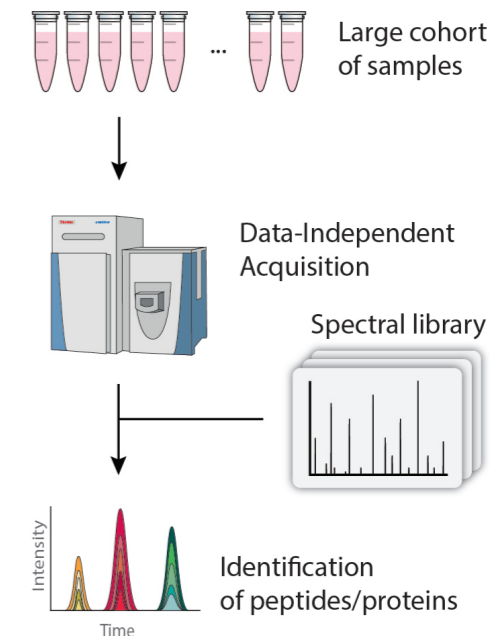 ...
Large cohort
of samples
Data-Independent
Acquisition
Spectral library
Intensity
Time
Identification
of peptides/proteins